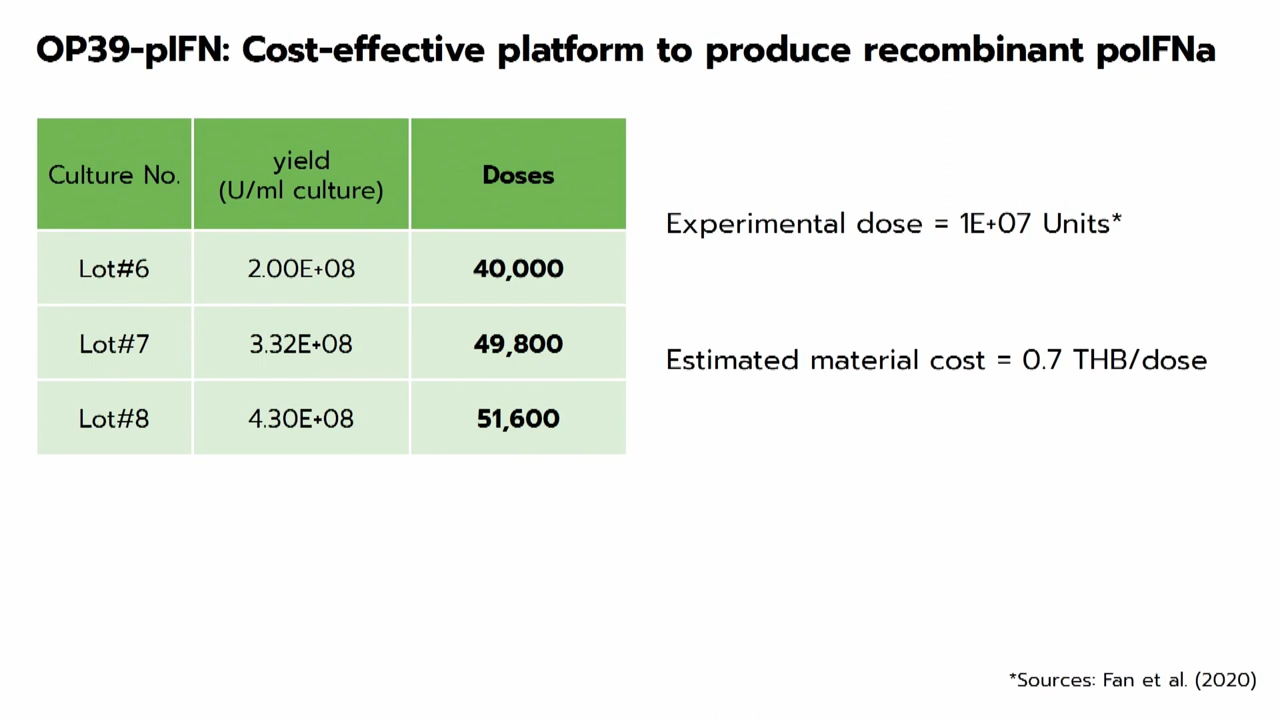 OP39-pIFN: Cost-effective platform to produce recombinant poIFNa
Culture No.
yield
(U/ml culture)
Doses
Lot#6
2.00E+08
40,000
Lot#7
3.32E+08
49,800
Lot#8
4.30E+08
51,600
Experimental dose = 1E+07 Units*
Estimated material cost = 0.7 THB/dose
*Sources: Fan et al. (2020)